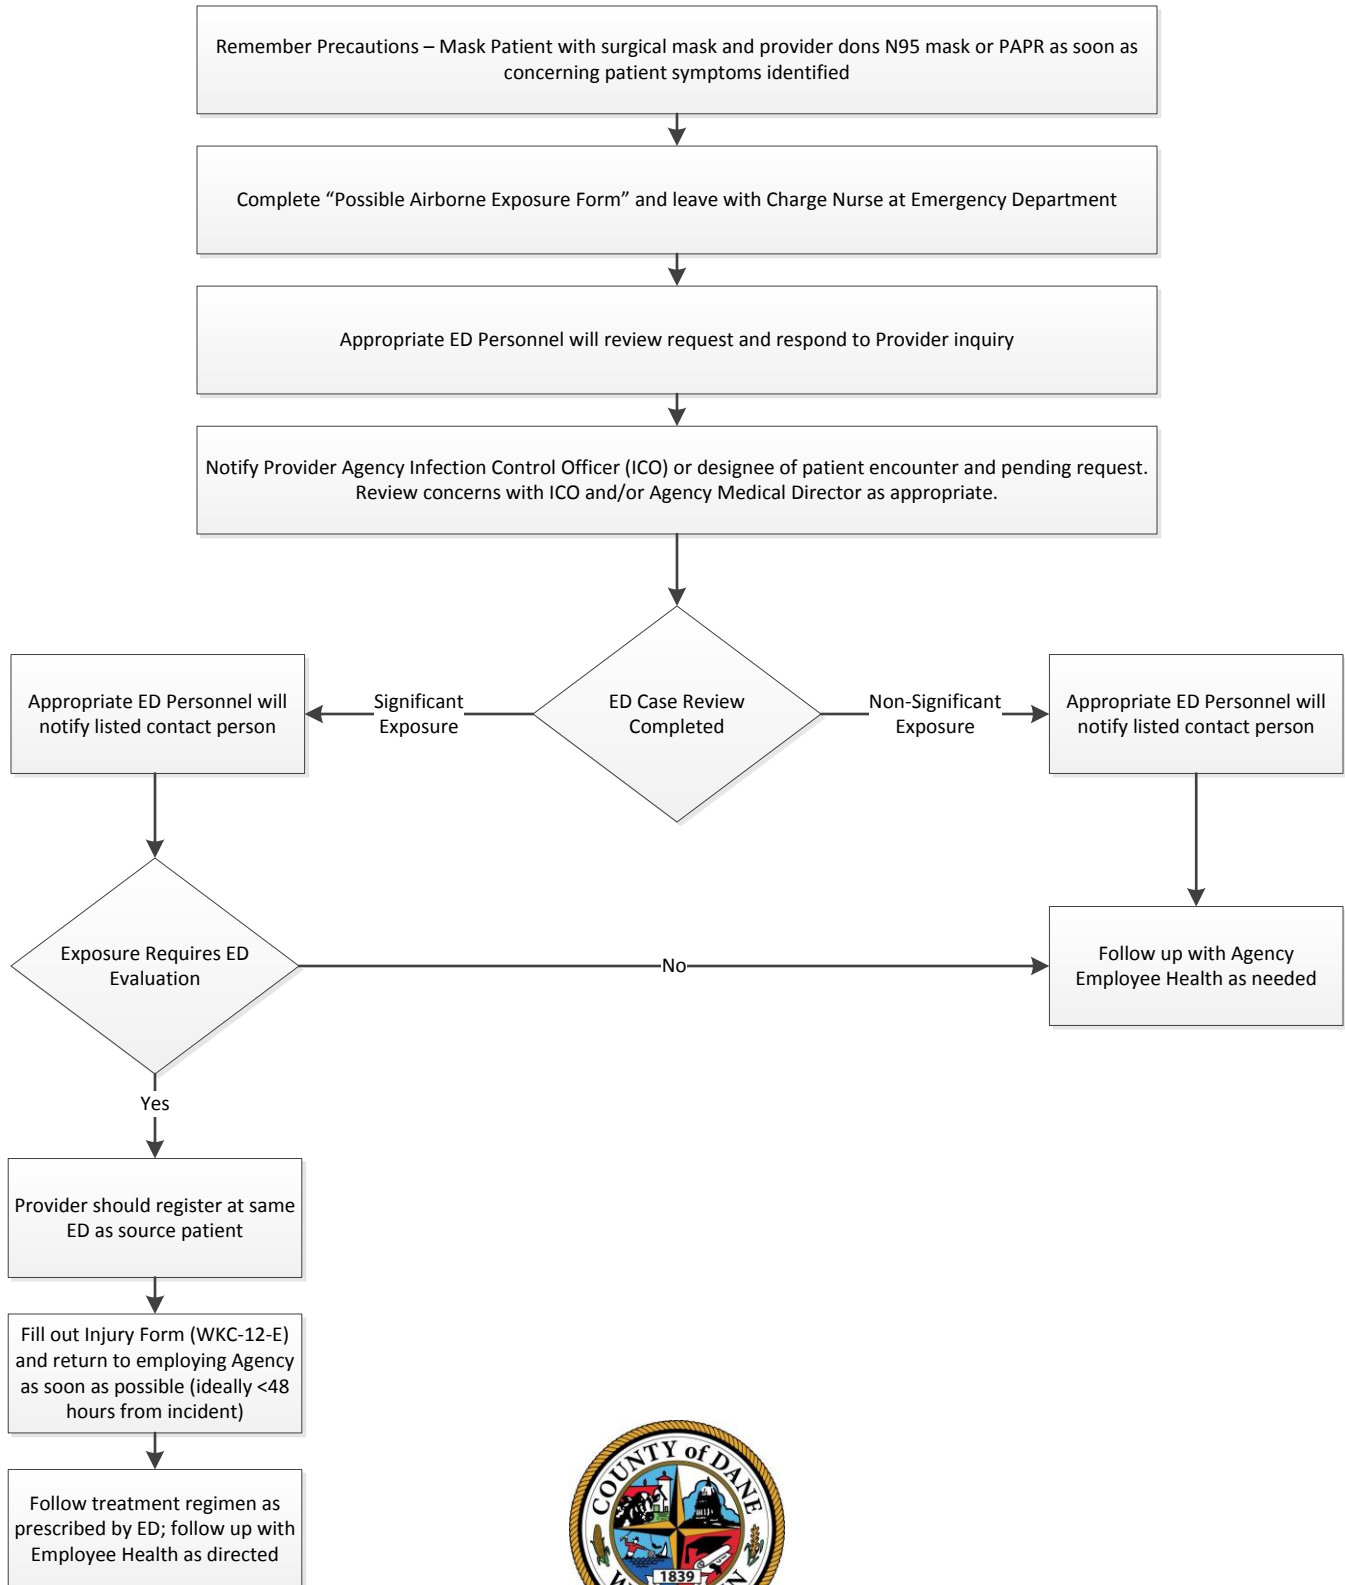 Remember Precautions – Mask Patient with surgical mask and provider dons N95 mask or PAPR as soon as
concerning patient symptoms identified
Complete “Possible Airborne Exposure Form” and leave with Charge Nurse at Emergency Department
Appropriate ED Personnel will review request and respond to Provider inquiry
Notify Provider Agency Infection Control Officer (ICO) or designee of patient encounter and pending request.
Review concerns with ICO and/or Agency Medical Director as appropriate.
Appropriate ED Personnel will
notify listed contact person
Significant
Exposure
ED Case Review
Completed
Non-Significant
Exposure
Appropriate ED Personnel will
notify listed contact person
Exposure Requires ED
Evaluation
No
Follow up with Agency
Employee Health as needed
Yes
Provider should register at same
ED as source patient
Fill out Injury Form (WKC-12-E)
and return to employing Agency
as soon as possible (ideally <48
hours from incident)
Follow treatment regimen as
prescribed by ED; follow up with
Employee Health as directed
COUNTY of DANE
1839